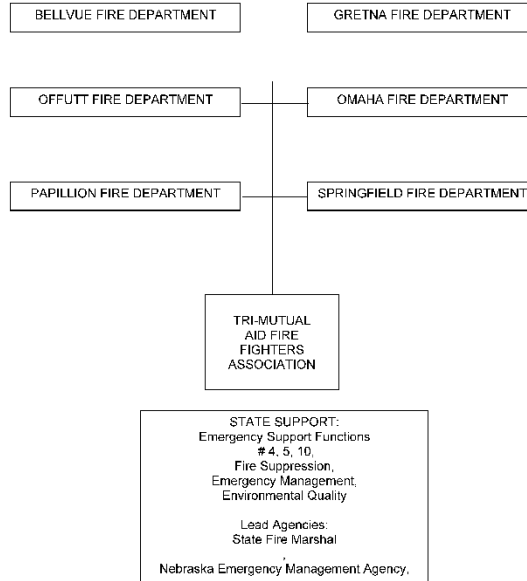 BELLVUE FIRE DEPARTMENT
GRETNA FIRE DEPARTMENT
OFFUTT FIRE DEPARTMENT
OMAHA FIRE DEPARTMENT
PAPILLION FIRE DEPARTMENT
SPRINGFIELD FIRE DEPARTMENT
TRI-MUTUAL
AID FIRE
FIGHTERS
ASSOCIATION
STATE SUPPORT:
Emergency Support Functions
# 4, 5, 10,
Fire Suppression,
Emergency Management,
Environmental Quality
Lead Agencies:
State Fire Marshal
,
Nebraska Emergency Management Agency,